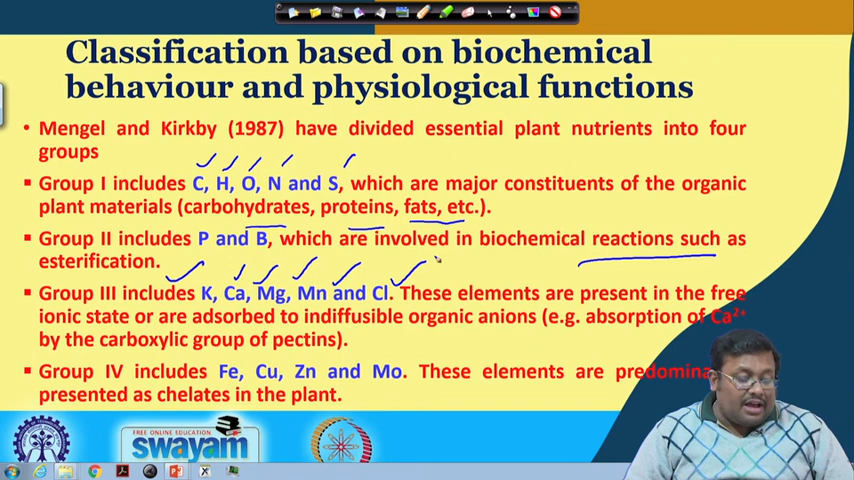 Classification based on biochemical
behaviour and physiological functions
• Mengel and Kirkby (1987) have divided essential plant nutrients into four
groups
▪ Group I includes C, H, O, N and S, which are major constituents of the organic
plant materials (carbohydrates, proteins, fats, etc.).
▪ Group II includes P and B, which are involved in biochemical reactions such as
esterification.
▪ Group III includes K, Ca, Mg, Mn and Cl. These elements are present in the free
ionic state or are adsorbed to indiffusible organic anions (e.g. absorption of Ca²⁺
by the carboxylic group of pectins).
▪ Group IV includes Fe, Cu, Zn and Mo. These elements are
presented as chelates in the plant.
FREE ONLINE EDUCATION
swayam